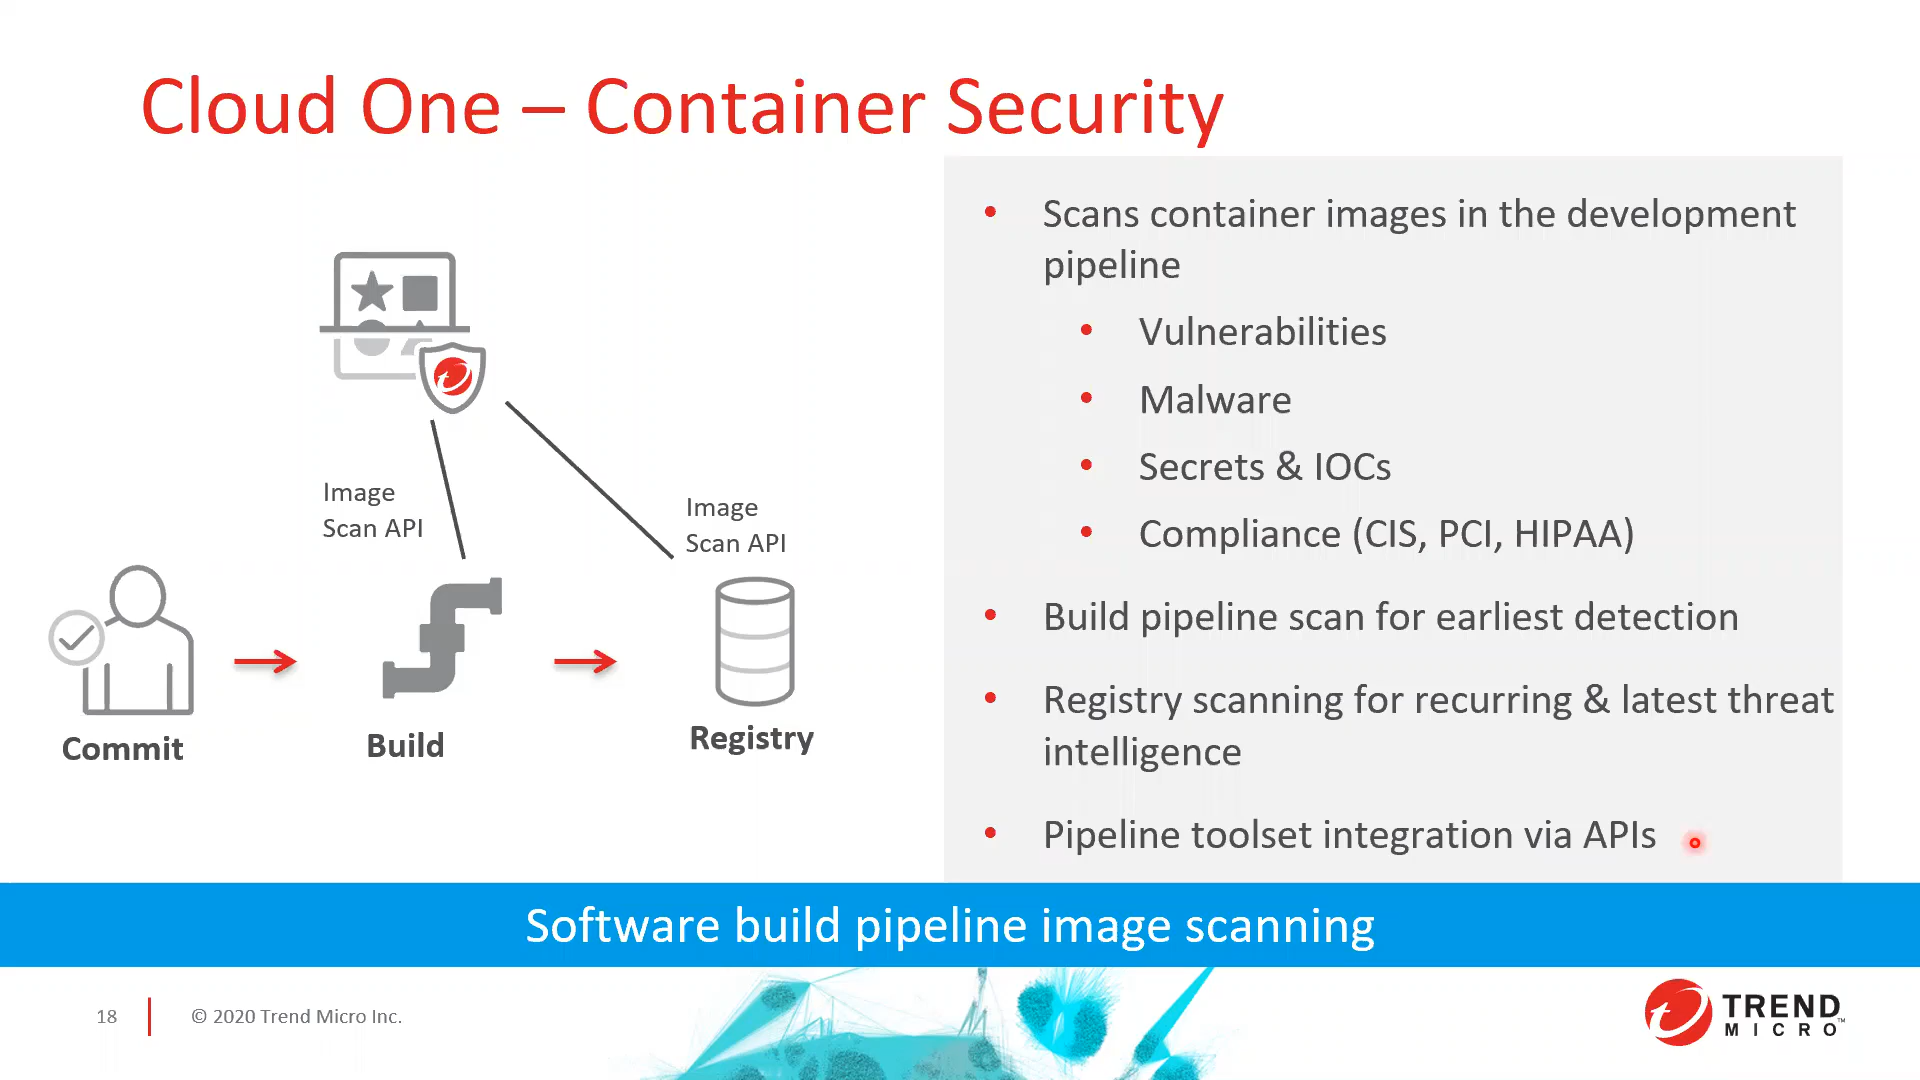 Cloud One – Container Security
Image
Scan API
Image
Scan API
Commit
Build
Registry
• Scans container images in the development
pipeline
• Vulnerabilities
• Malware
• Secrets & IOCs
• Compliance (CIS, PCI, HIPAA)
• Build pipeline scan for earliest detection
• Registry scanning for recurring & latest threat
intelligence
• Pipeline toolset integration via APIs
Software build pipeline image scanning
18
© 2020 Trend Micro Inc.
TREND
MICRO™